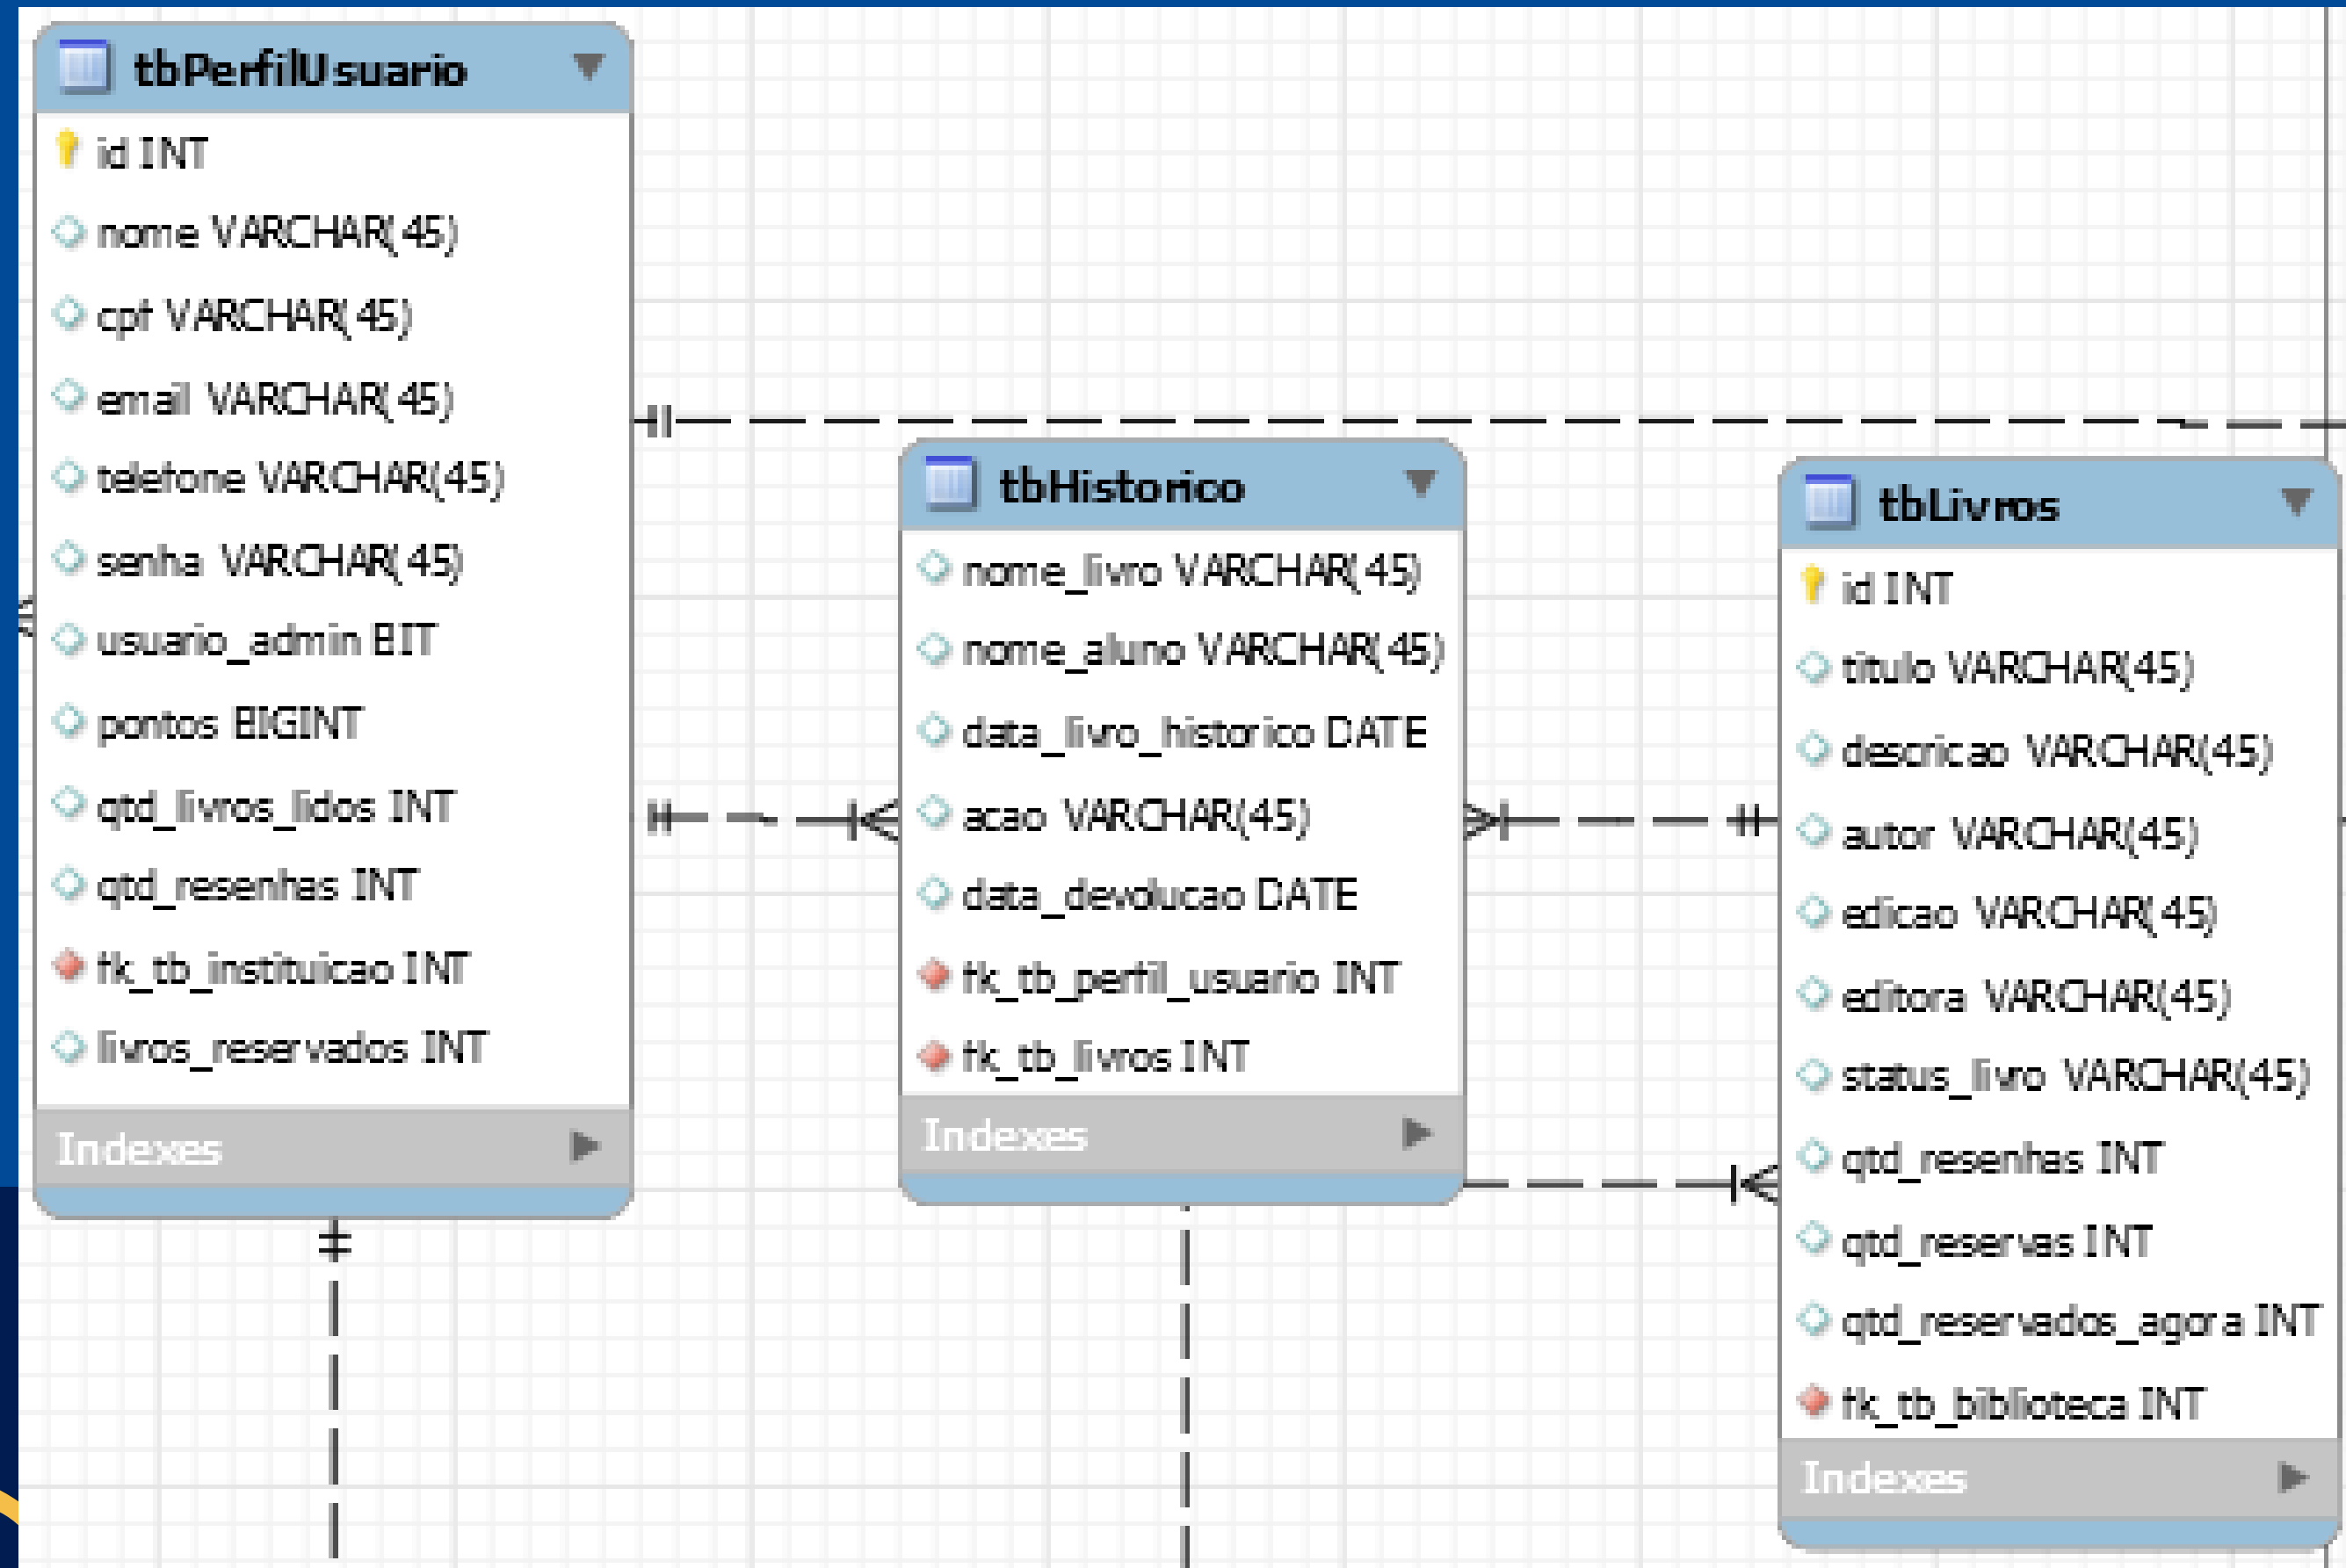 tbPerfilUsuario
id INT
nome VARCHAR(45)
cpf VARCHAR(45)
email VARCHAR(45)
telefone VARCHAR(45)
senha VARCHAR(45)
usuario_admin BIT
pontos BIGINT
qtd_livros_lidos INT
qtd_resenhas INT
fk_tb_instituicao INT
livros_reservados INT
Indexes
tbHistorico
nome_livro VARCHAR(45)
nome_aluno VARCHAR(45)
data_livro_historico DATE
acao VARCHAR(45)
data_devolucao DATE
fk_tb_perfil_usuario INT
fk_tb_livros INT
Indexes
tbLivros
id INT
titulo VARCHAR(45)
descricao VARCHAR(45)
autor VARCHAR(45)
edicao VARCHAR(45)
editora VARCHAR(45)
status_livro VARCHAR(45)
qtd_resenhas INT
qtd_reservas INT
qtd_reservados_agora INT
fk_tb_biblioteca INT
Indexes